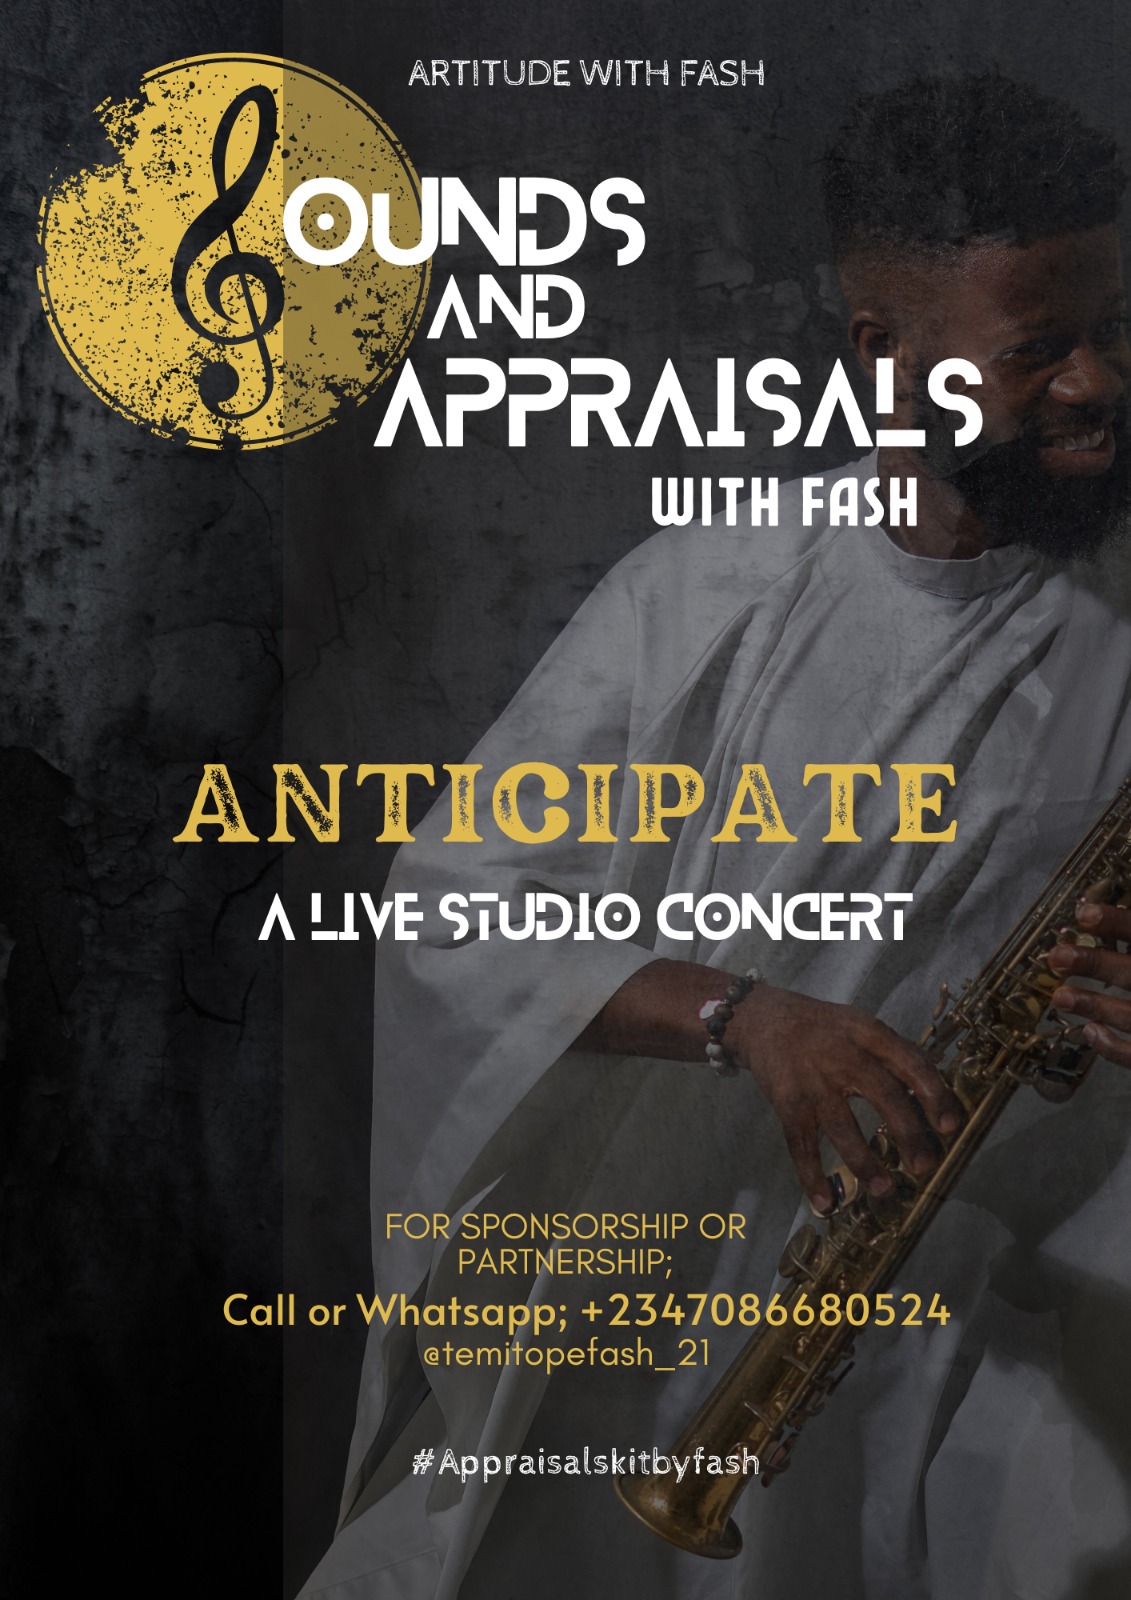 ARTITUDE WITH FASH
SOUNDS
AND
APPRAISALS
WITH FASH
ANTICIPATE
A LIVE STUDIO CONCERT
FOR SPONSORSHIP OR
PARTNERSHIP;
Call or Whatsapp; +2347086680524
@temitopefash_21
#Appraisalskitbyfash